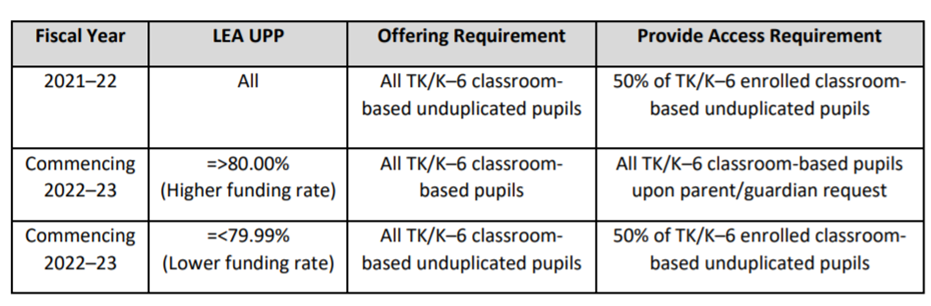 Fiscal Year
LEA UPP
Offering Requirement
Provide Access Requirement
2021–22
All
All TK/K–6 classroom-
based unduplicated pupils
50% of TK/K–6 enrolled classroom-
based unduplicated pupils
Commencing
2022–23
=>80.00%
(Higher funding rate)
All TK/K–6 classroom-
based pupils
All TK/K–6 classroom-based pupils
upon parent/guardian request
Commencing
2022–23
=<79.99%
(Lower funding rate)
All TK/K–6 classroom-
based unduplicated pupils
50% of TK/K–6 enrolled classroom-
based unduplicated pupils